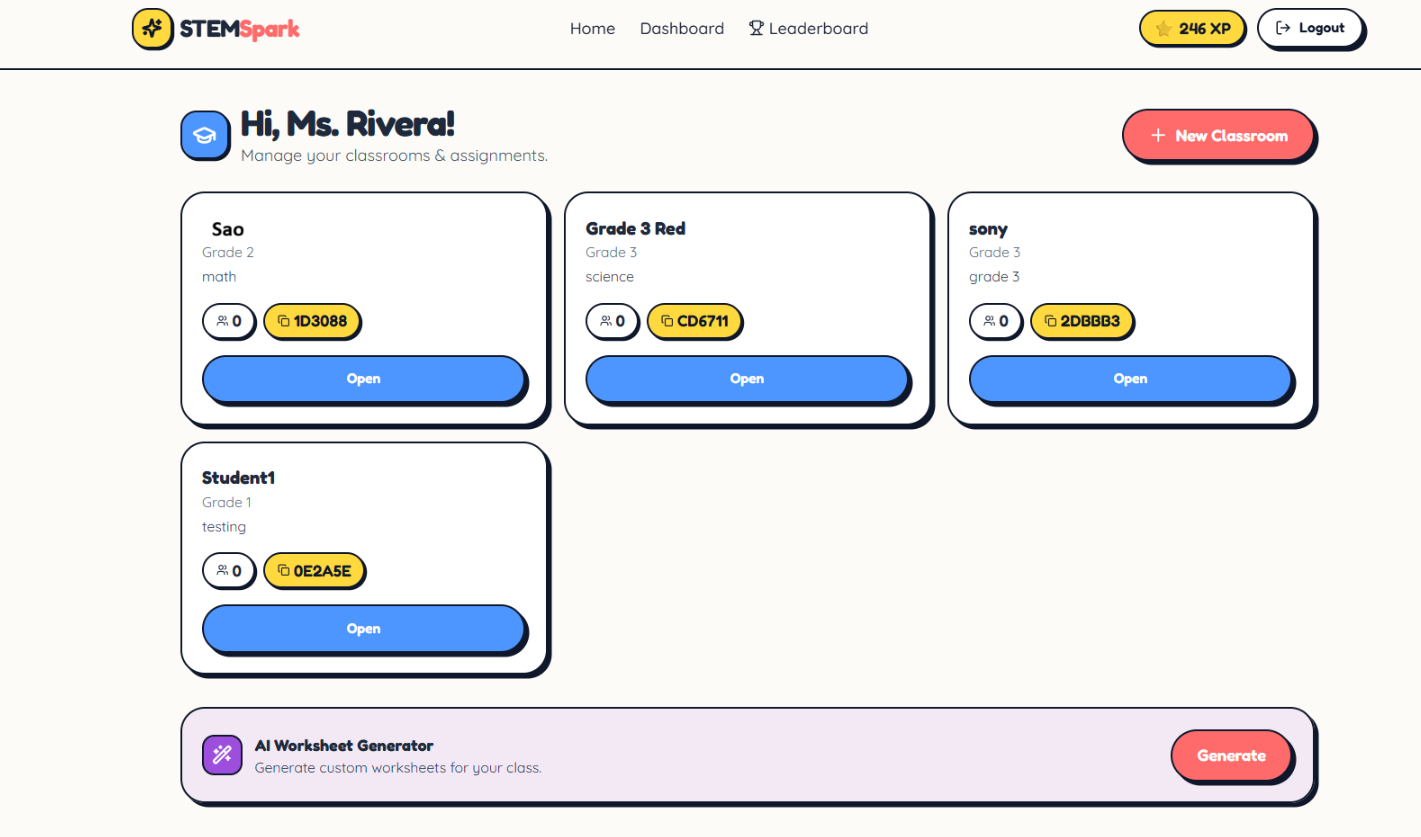 STEMSpark
Home Dashboard Leaderboard
246 XP
Logout
Hi, Ms. Rivera!
Manage your classrooms & assignments.
New Classroom
Sao
Grade 2
math
0 1D3088
Open
Grade 3 Red
Grade 3
science
0 CD6711
Open
sony
Grade 3
grade 3
0 2DBBB3
Open
Student1
Grade 1
testing
0 0E2A5E
Open
AI Worksheet Generator
Generate custom worksheets for your class.
Generate